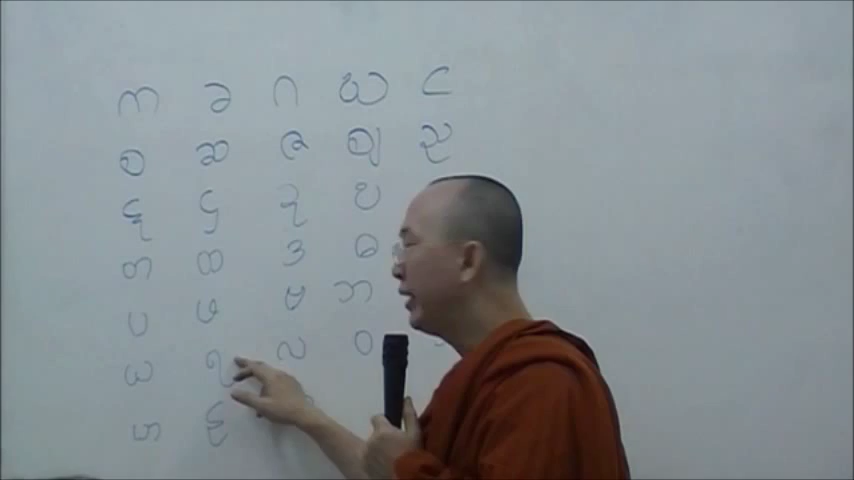 က ခ ဂ ဃ င
စ ဆ ဇ ဈ ည
ဋ ဌ ဍ ဎ
တ ထ ဒ ဓ
ပ ဖ ဗ ဘ
ယ ရ လ ဝ
ဟ ဠ